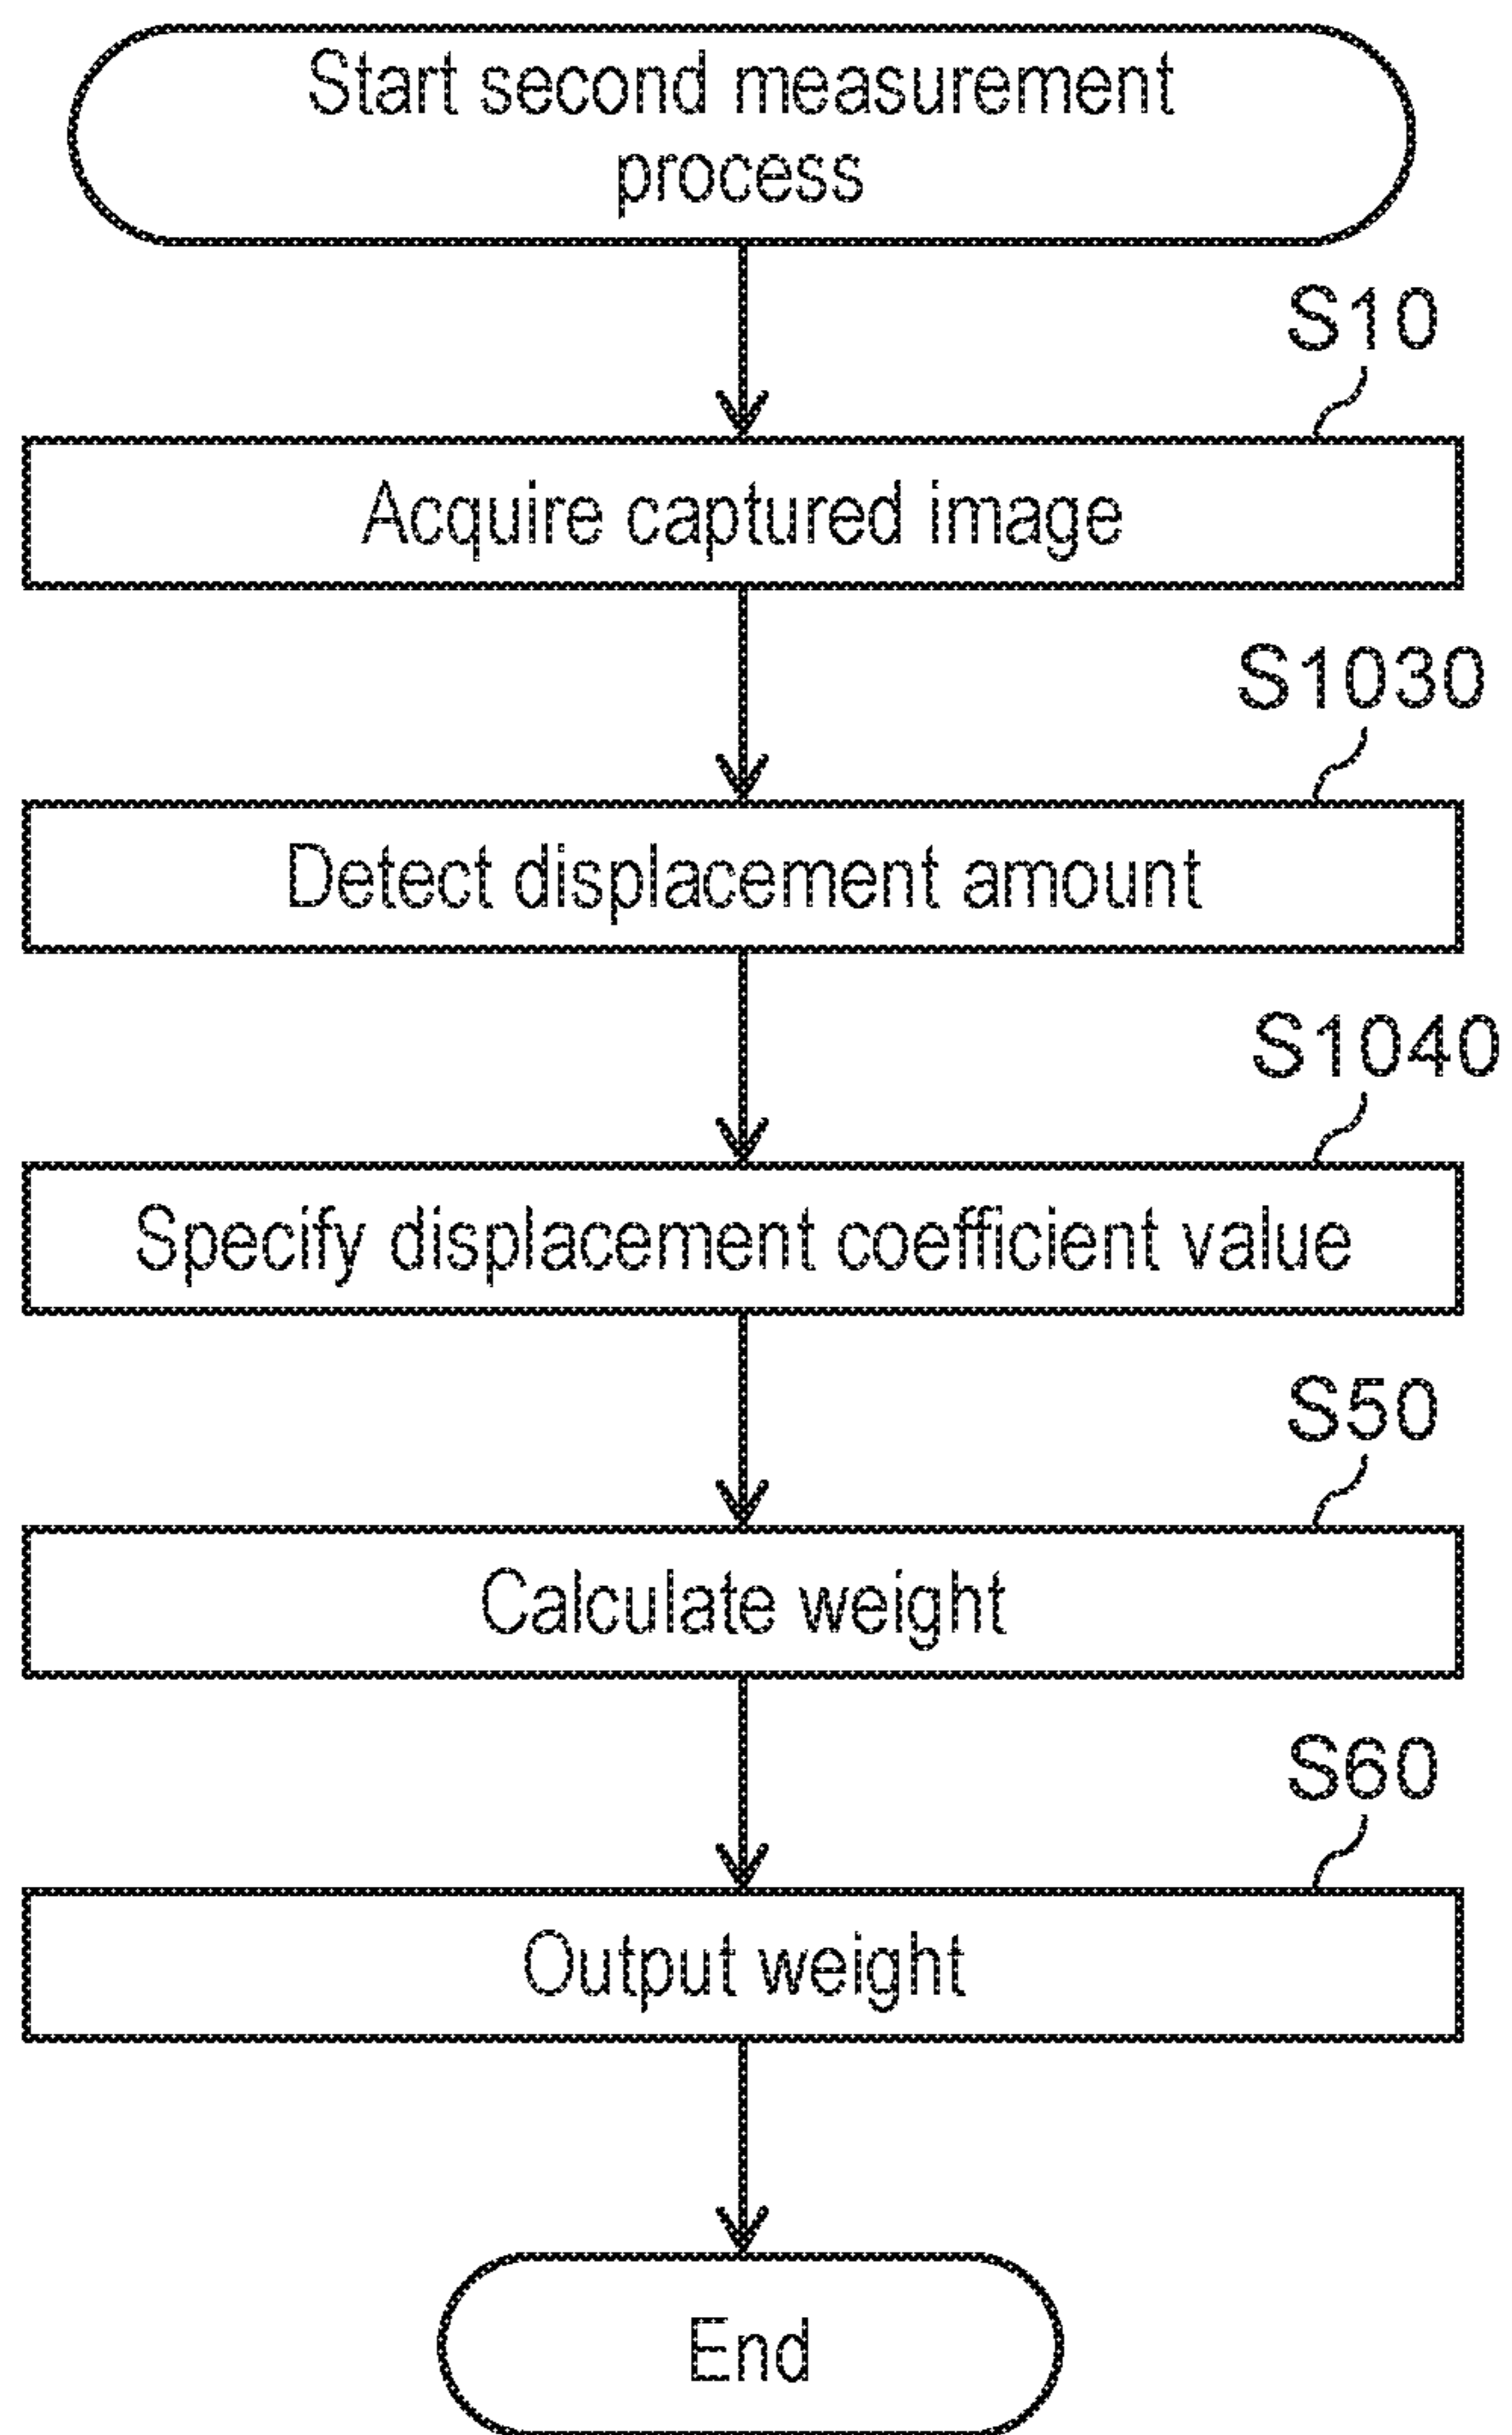 Start second measurement
process
S10
Acquire captured image
S1030
Detect displacement amount
S1040
Specify displacement coefficient value
S50
Calculate weight
S60
Output weight
End